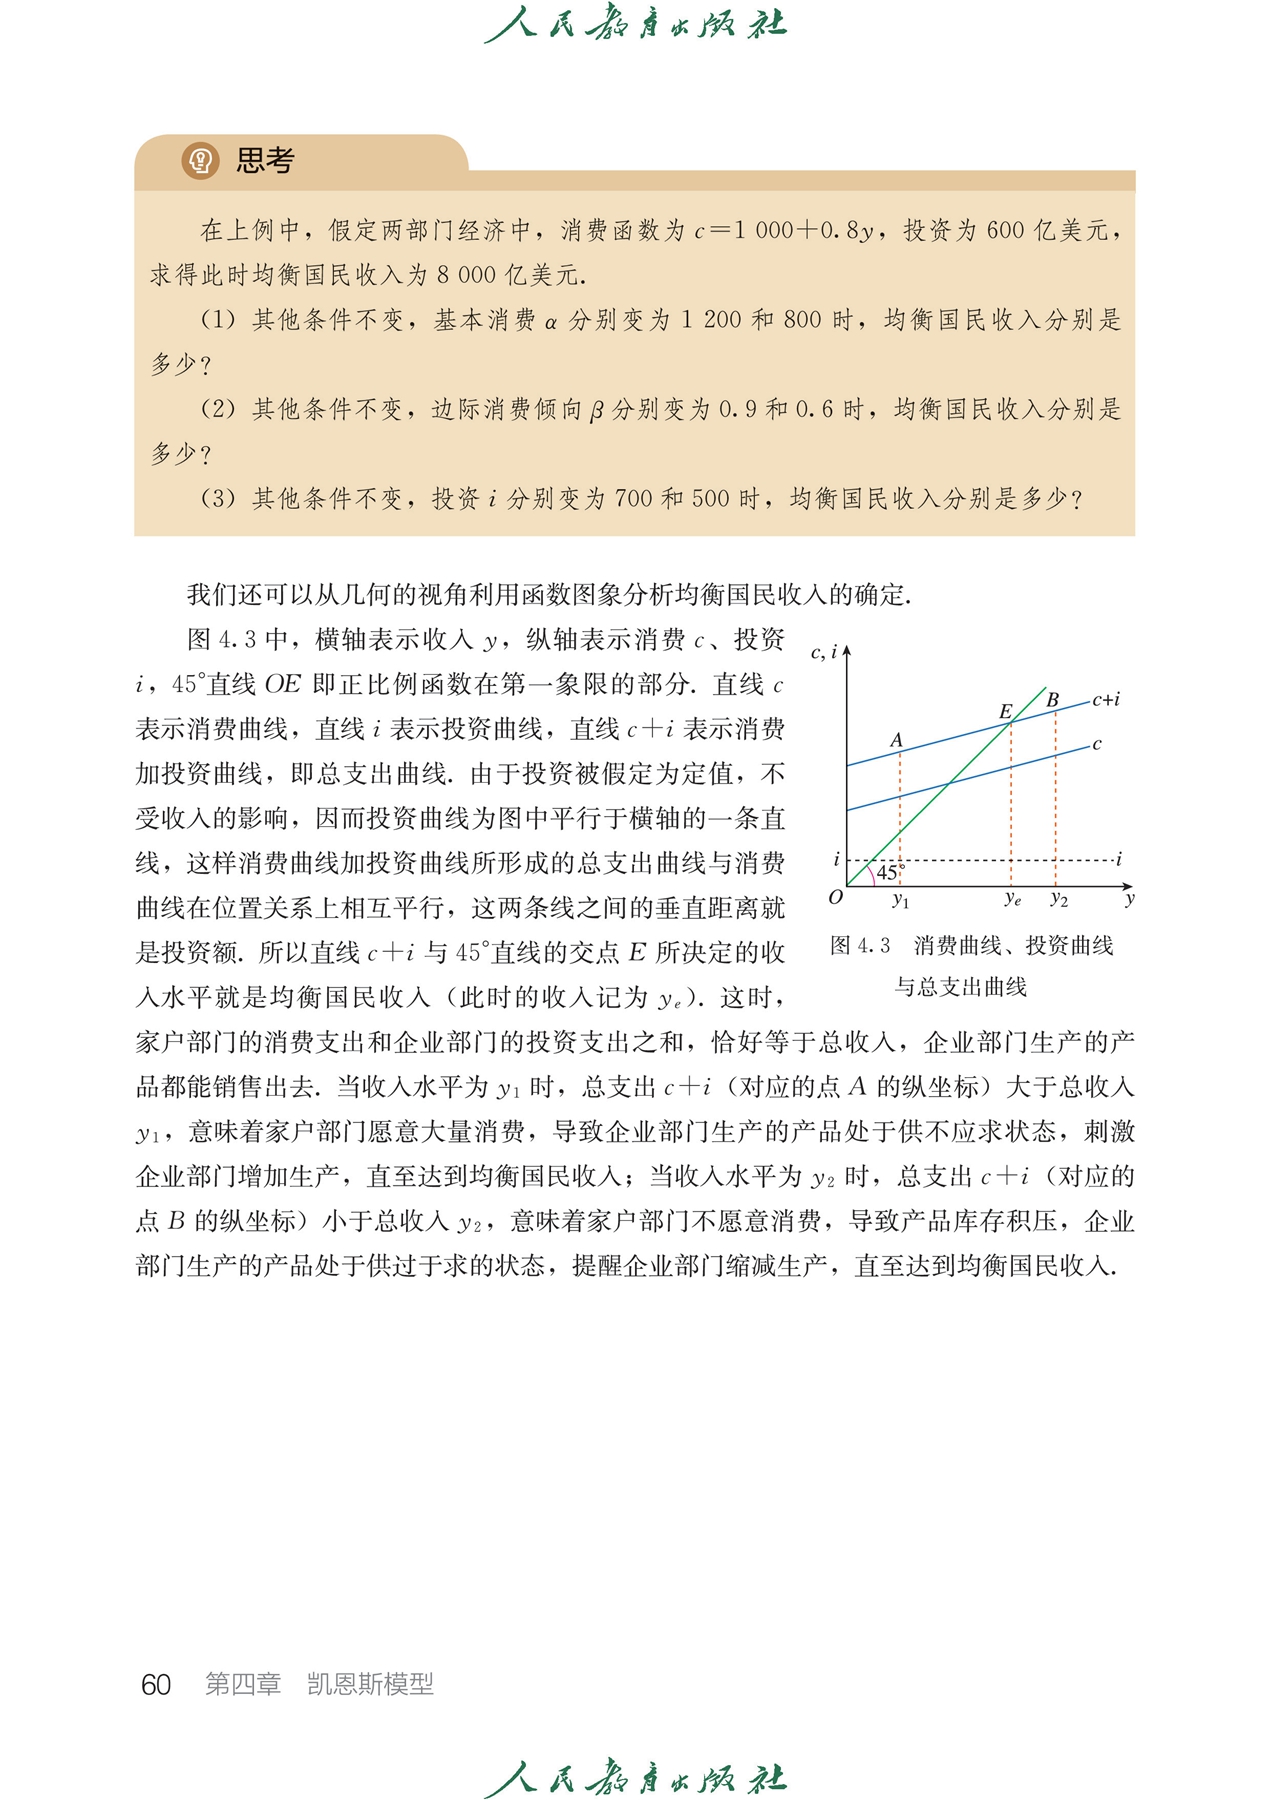 人民教育出版社
思考
在上例中，假定两部门经济中，消费函数为 c＝1 000＋0.8y，投资为 600 亿美元，
求得此时均衡国民收入为 8 000 亿美元.
（1）其他条件不变，基本消费 α 分别变为 1 200 和 800 时，均衡国民收入分别是
多少？
（2）其他条件不变，边际消费倾向 β 分别变为 0.9 和 0.6 时，均衡国民收入分别是
多少？
（3）其他条件不变，投资 i 分别变为 700 和 500 时，均衡国民收入分别是多少？
我们还可以从几何的视角利用函数图象分析均衡国民收入的确定.
图 4.3 中，横轴表示收入 y，纵轴表示消费 c、投资
i，45°直线 OE 即正比例函数在第一象限的部分. 直线 c
表示消费曲线，直线 i 表示投资曲线，直线 c＋i 表示消费
加投资曲线，即总支出曲线. 由于投资被假定为定值，不
受收入的影响，因而投资曲线为图中平行于横轴的一条直
线，这样消费曲线加投资曲线所形成的总支出曲线与消费
曲线在位置关系上相互平行，这两条线之间的垂直距离就
是投资额. 所以直线 c＋i 与 45°直线的交点 E 所决定的收
入水平就是均衡国民收入（此时的收入记为 yₑ）. 这时，
c, i
E
B
c+i
A
c
i
i
45°
O
y₁
yₑ
y₂
y
图 4.3 消费曲线、投资曲线
与总支出曲线
家户部门的消费支出和企业部门的投资支出之和，恰好等于总收入，企业部门生产的产
品都能销售出去. 当收入水平为 y₁ 时，总支出 c＋i（对应的点 A 的纵坐标）大于总收入
y₁，意味着家户部门愿意大量消费，导致企业部门生产的产品处于供不应求状态，刺激
企业部门增加生产，直至达到均衡国民收入；当收入水平为 y₂ 时，总支出 c＋i（对应的
点 B 的纵坐标）小于总收入 y₂，意味着家户部门不愿意消费，导致产品库存积压，企业
部门生产的产品处于供过于求的状态，提醒企业部门缩减生产，直至达到均衡国民收入.
60 第四章 凯恩斯模型
人民教育出版社